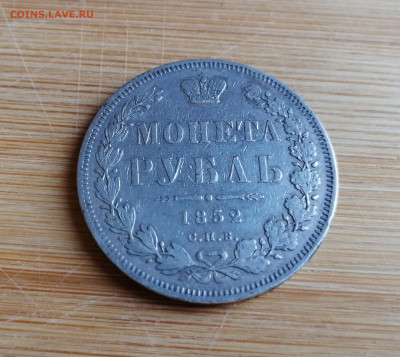 COINS.LAVE.RU
МОНЕТА
РУБЛЬ
1852
С.П.Б.